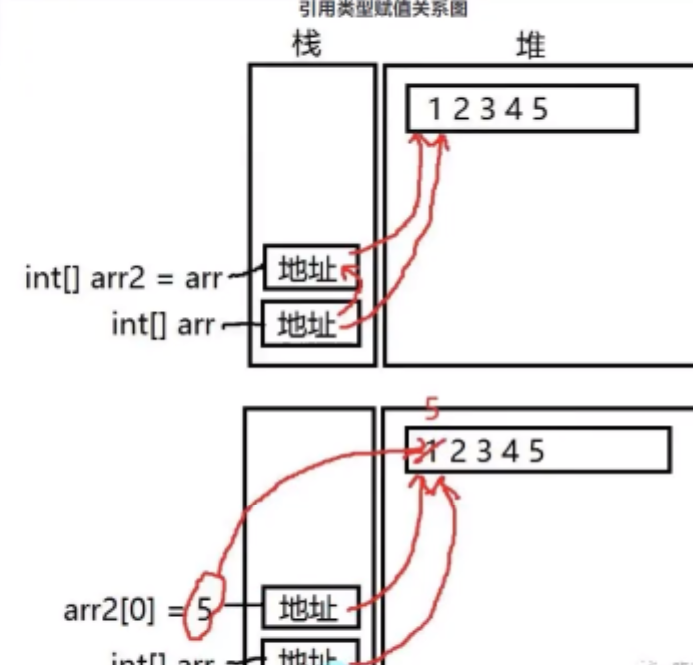 引用类型赋值关系图
栈 堆
1 2 3 4 5
int[] arr2 = arr 地址
int[] arr 地址
5
1 2 3 4 5
arr2[0] = 5 地址
int[] arr 地址